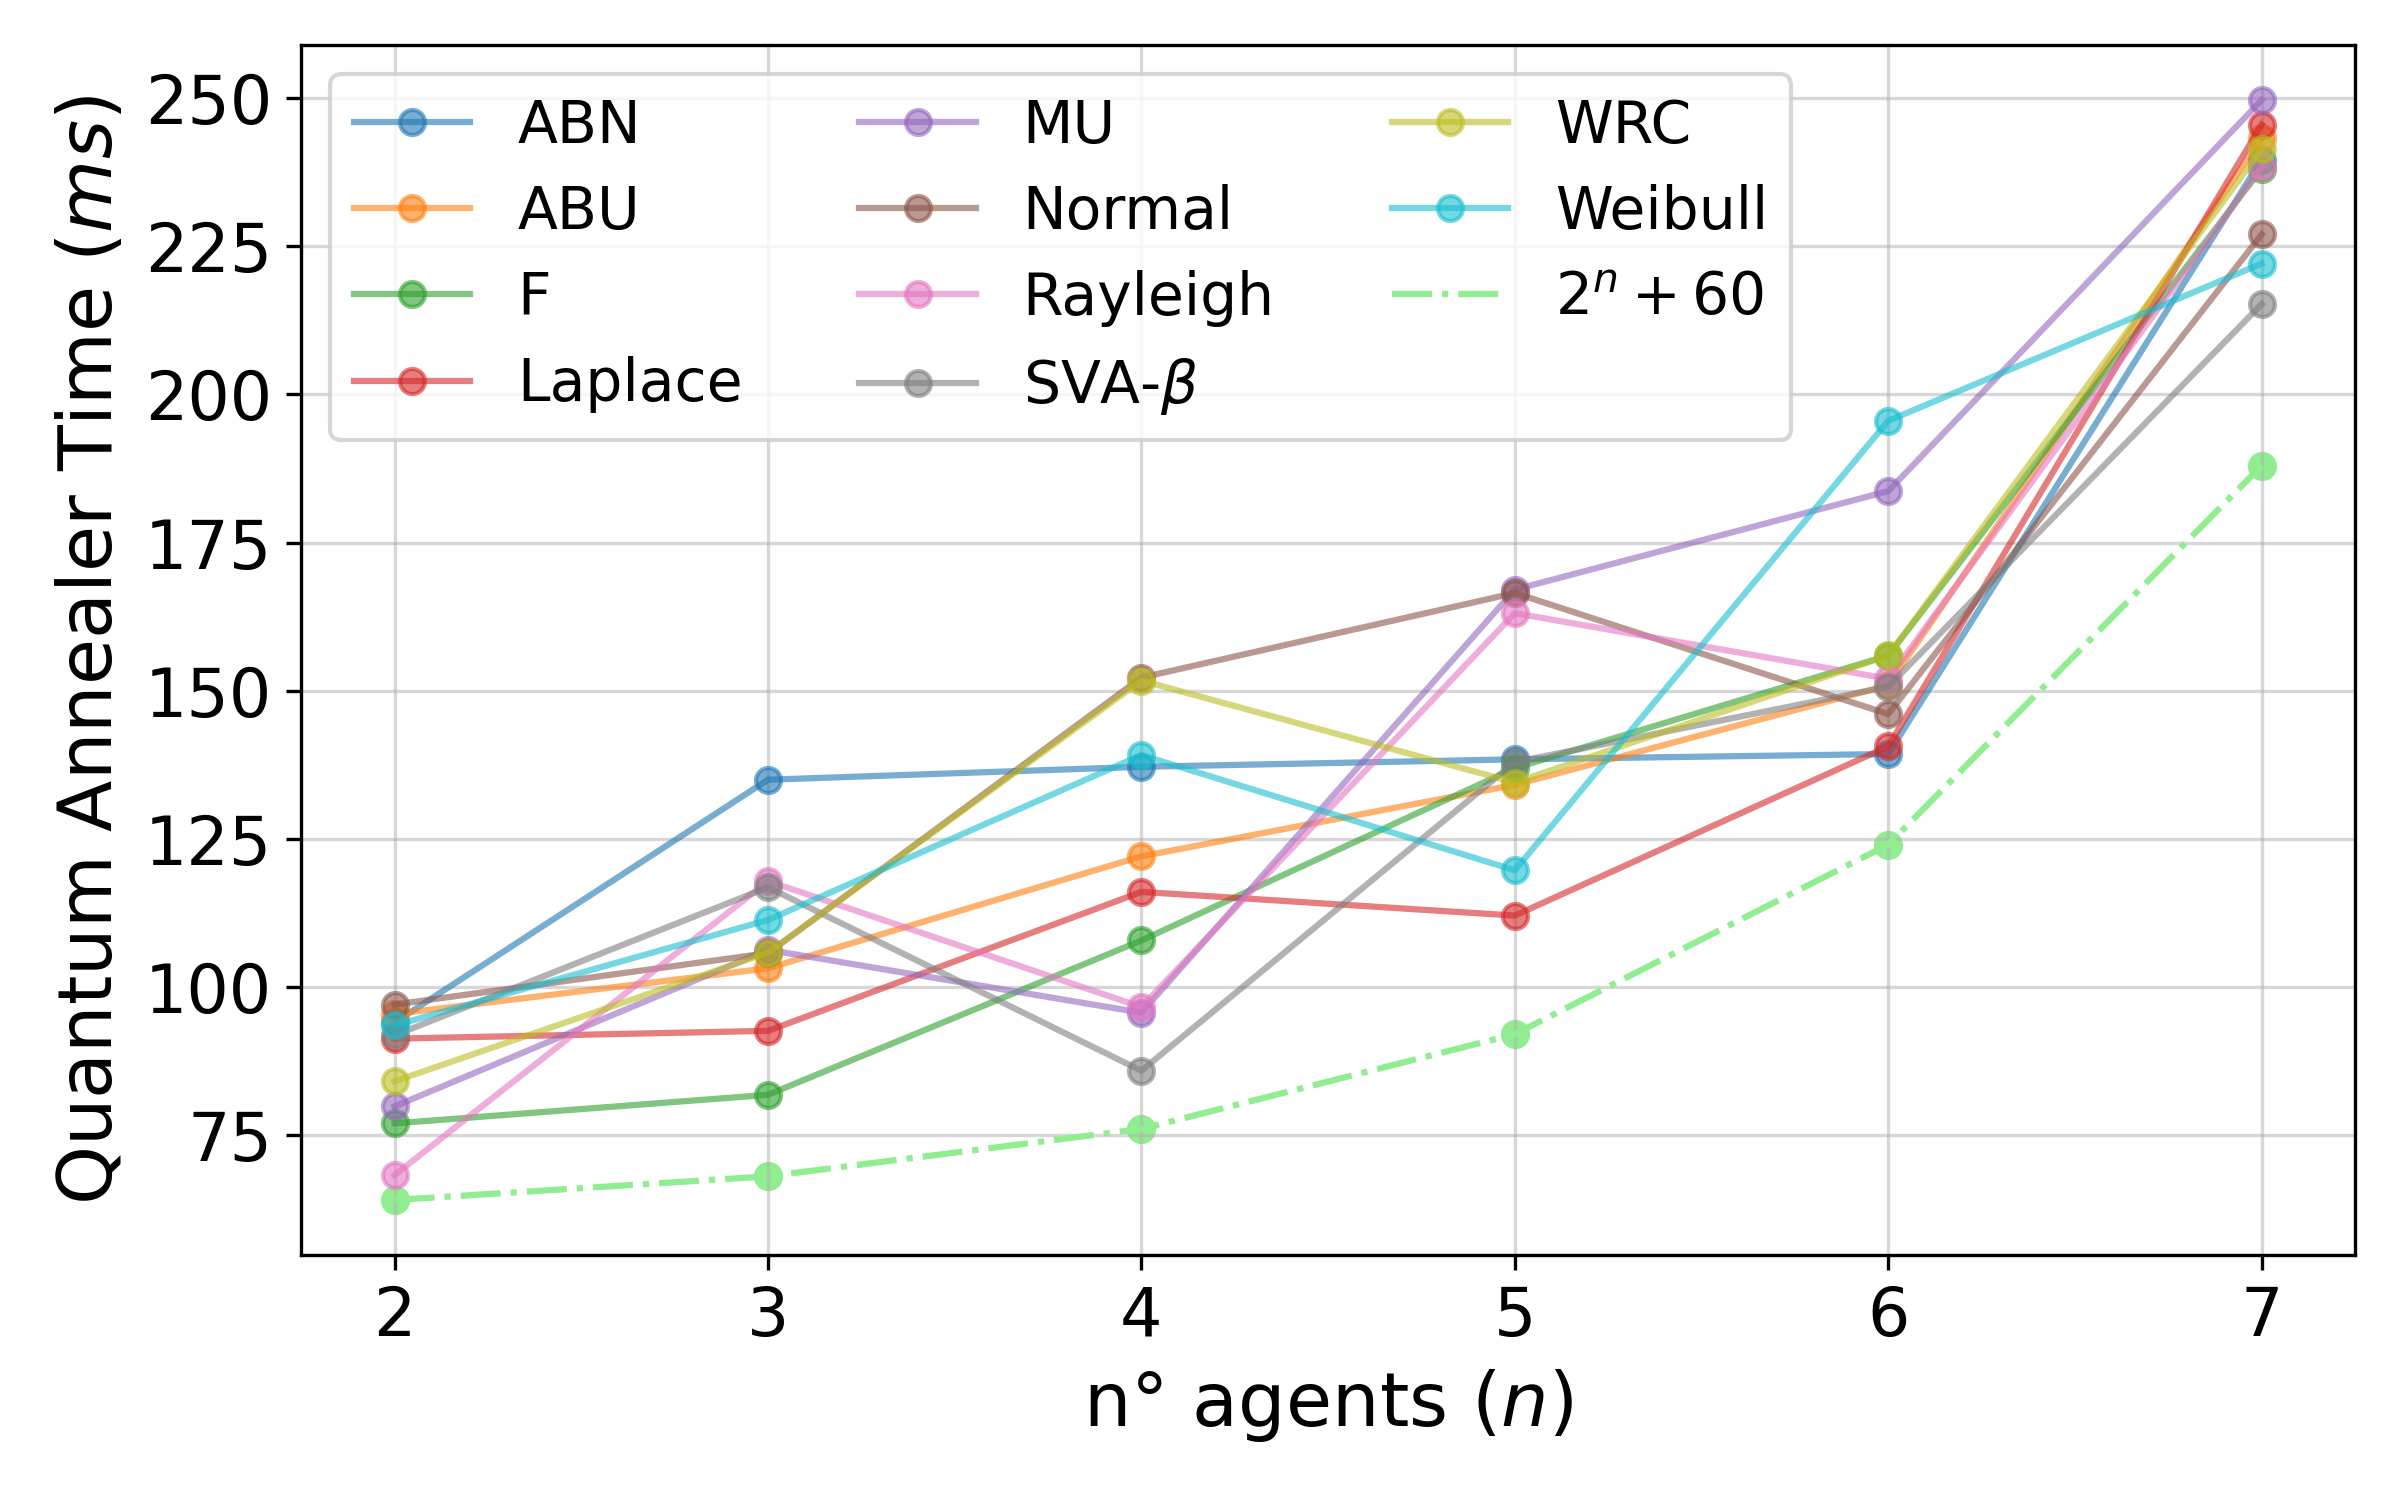 Quantum Annealer Time (ms)
250
225
200
175
150
125
100
75
ABN
ABU
F
Laplace
MU
Normal
Rayleigh
SVA-β
WRC
Weibull
2ⁿ + 60
2 3 4 5 6 7
n° agents (n)